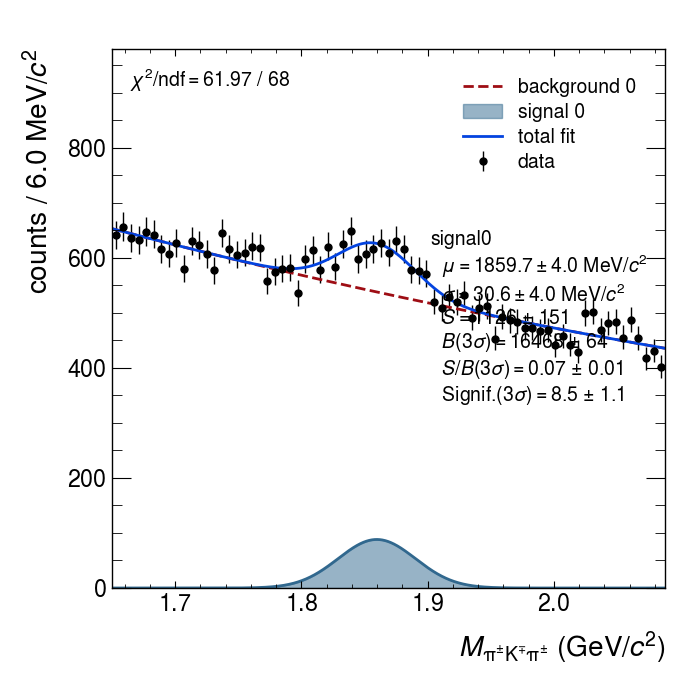 χ²/ndf = 61.97 / 68
background 0
signal 0
total fit
data
counts / 6.0 MeV/c²
800
600
400
200
0
signal0
μ = 1859.7 ± 4.0 MeV/c²
σ = 30.6 ± 4.0 MeV/c²
S = ± 151
B(3σ) = ± 64
S/B(3σ) = 0.07 ± 0.01
Signif.(3σ) = 8.5 ± 1.1
1.7 1.8 1.9 2.0
M_π±K∓π± (GeV/c²)